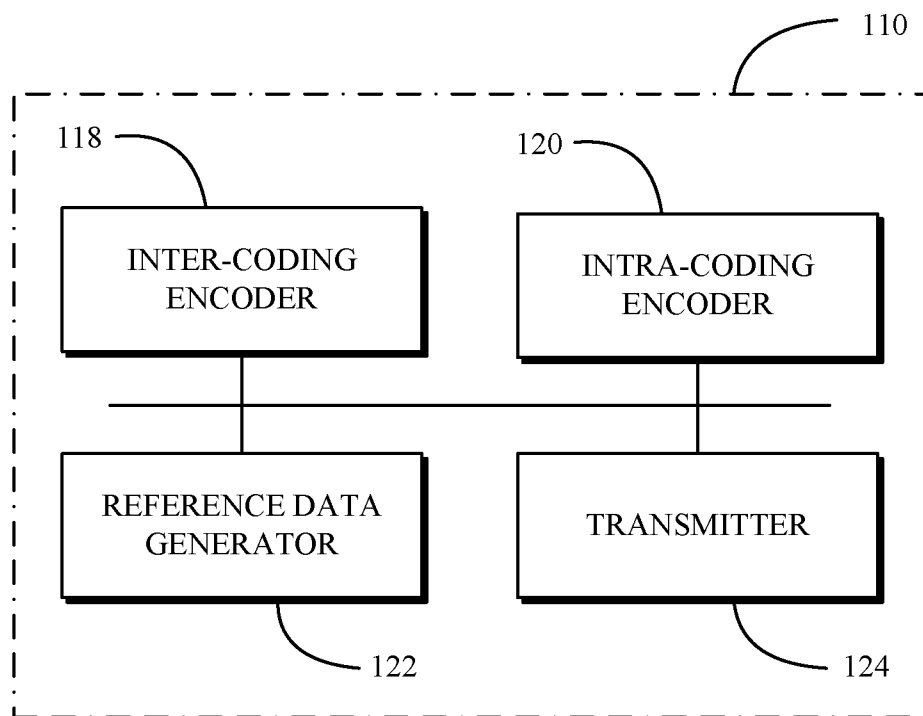 110
118
120
INTER-CODING
ENCODER
INTRA-CODING
ENCODER
REFERENCE DATA
GENERATOR
TRANSMITTER
122
124